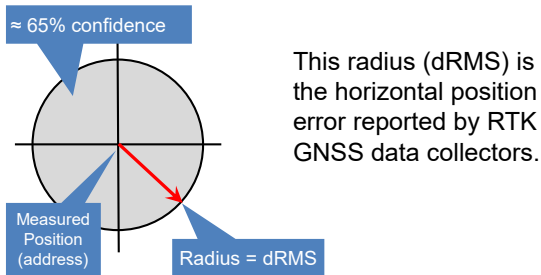 ≈ 65% confidence
This radius (dRMS) is
the horizontal position
error reported by RTK
GNSS data collectors.
Measured
Position
(address)
Radius = dRMS